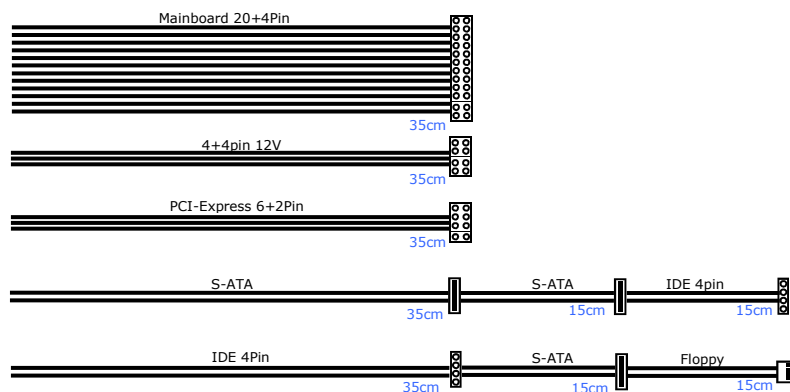 Mainboard 20+4Pin
35cm
4+4pin 12V
35cm
PCI-Express 6+2Pin
35cm
S-ATA S-ATA IDE 4pin
35cm 15cm 15cm
IDE 4Pin S-ATA Floppy
35cm 15cm 15cm